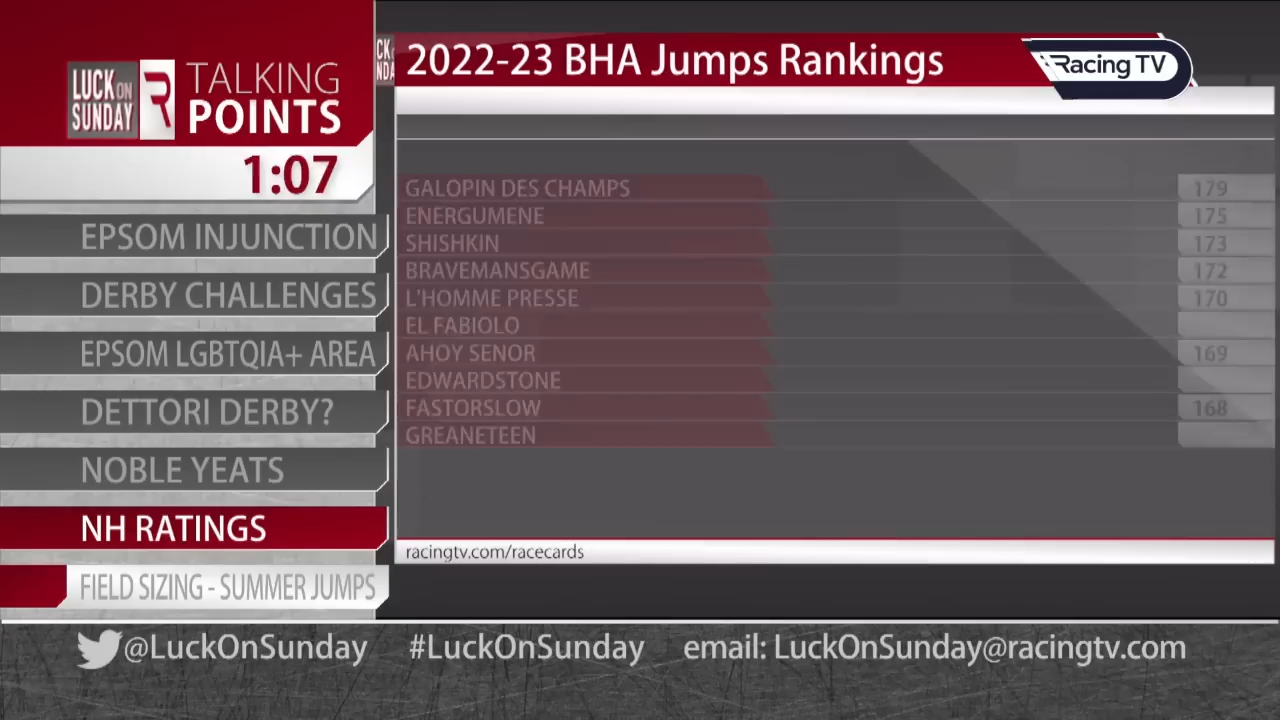 LUCK ON SUNDAY
TALKING POINTS
1:07
EPSOM INJUNCTION
DERBY CHALLENGES
EPSOM LGBTQIA+ AREA
DETTORI DERBY?
NOBLE YEATS
NH RATINGS
FIELD SIZING - SUMMER JUMPS
2022-23 BHA Jumps Rankings
Racing TV
GALOPIN DES CHAMPS 179
ENERGUMENE 175
SHISHKIN 173
BRAVEMANSGAME 172
L'HOMME PRESSE 170
EL FABIOLO
AHOY SENOR 169
EDWARDSTONE
FASTORSLOW 168
GREANETEEN
racingtv.com/racecards
@LuckOnSunday #LuckOnSunday email: LuckOnSunday@racingtv.com